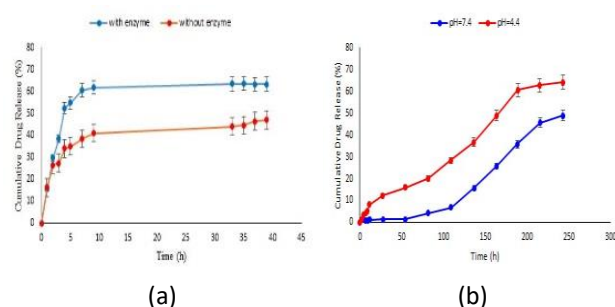 with enzyme without enzyme
Cumulative Drug Release (%)
80
70
60
50
40
30
20
10
0
0 5 10 15 20 25 30 35 40 45
Time (h)
(a)
pH=7.4 pH=4.4
Cumulative Drug Release (%)
80
70
60
50
40
30
20
10
0
0 50 100 150 200 250 300
Time (h)
(b)